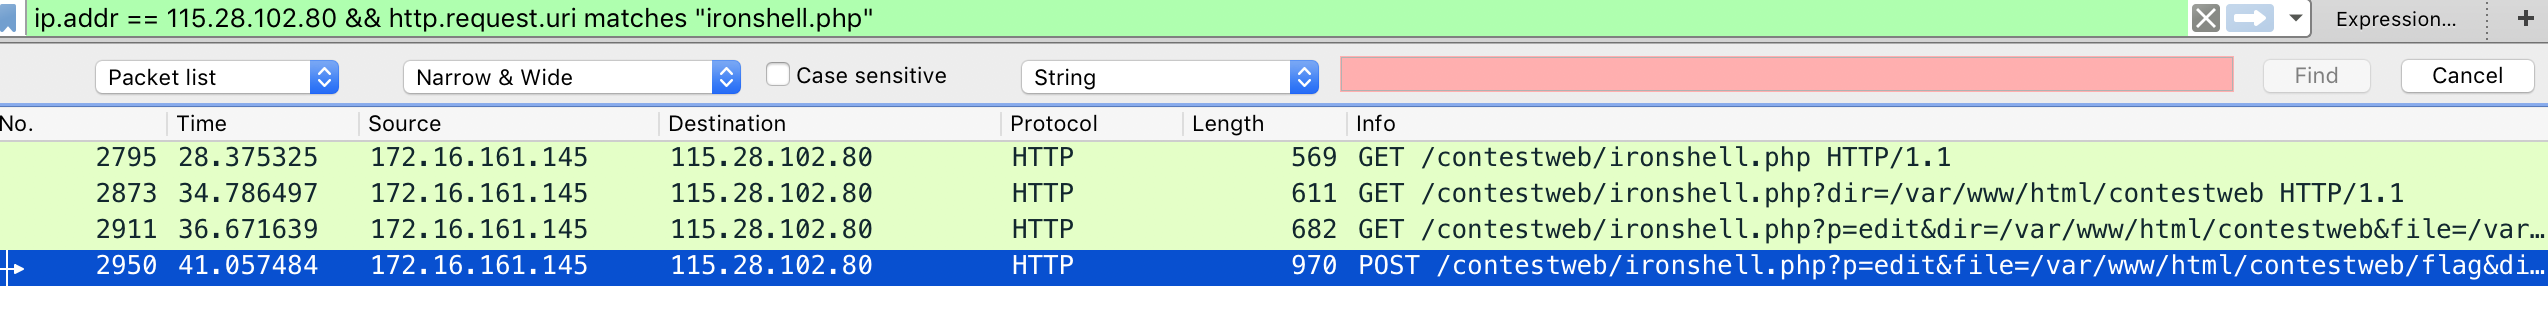 ip.addr == 115.28.102.80 && http.request.uri matches "ironshell.php" Expression... +
Packet list Narrow & Wide Case sensitive String Find Cancel
No. Time Source Destination Protocol Length Info
2795 28.375325 172.16.161.145 115.28.102.80 HTTP 569 GET /contestweb/ironshell.php HTTP/1.1
2873 34.786497 172.16.161.145 115.28.102.80 HTTP 611 GET /contestweb/ironshell.php?dir=/var/www/html/contestweb HTTP/1.1
2911 36.671639 172.16.161.145 115.28.102.80 HTTP 682 GET /contestweb/ironshell.php?p=edit&dir=/var/www/html/contestweb&file=/var…
2950 41.057484 172.16.161.145 115.28.102.80 HTTP 970 POST /contestweb/ironshell.php?p=edit&file=/var/www/html/contestweb/flag&di…